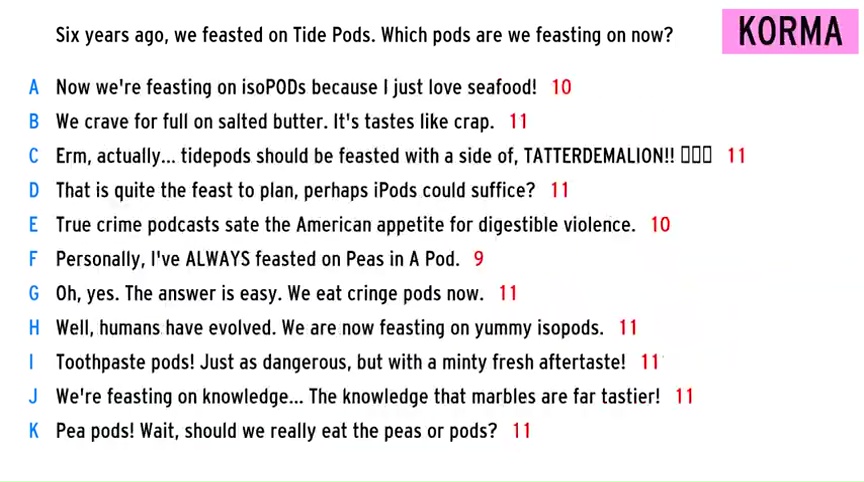 Six years ago, we feasted on Tide Pods. Which pods are we feasting on now?
KORMA
A Now we're feasting on isoPODs because I just love seafood! 10
B We crave for full on salted butter. It's tastes like crap. 11
C Erm, actually... tidepods should be feasted with a side of, TATTERDEMALION!! ▯▯▯ 11
D That is quite the feast to plan, perhaps iPods could suffice? 11
E True crime podcasts sate the American appetite for digestible violence. 10
F Personally, I've ALWAYS feasted on Peas in A Pod. 9
G Oh, yes. The answer is easy. We eat cringe pods now. 11
H Well, humans have evolved. We are now feasting on yummy isopods. 11
I Toothpaste pods! Just as dangerous, but with a minty fresh aftertaste! 11
J We're feasting on knowledge... The knowledge that marbles are far tastier! 11
K Pea pods! Wait, should we really eat the peas or pods? 11